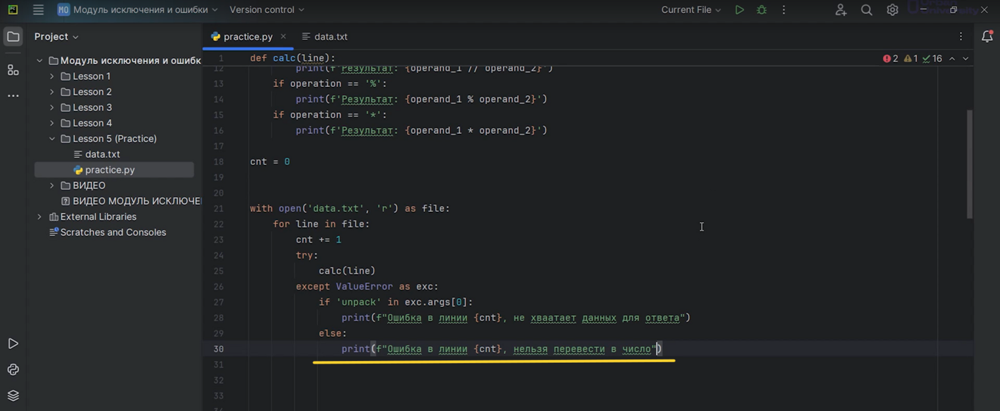 PC MO Модуль исключения и ошибки Version control Current File
Project
Модуль исключения и ошибк
Lesson 1
Lesson 2
Lesson 3
Lesson 4
Lesson 5 (Practice)
data.txt
practice.py
ВИДЕО
ВИДЕО МОДУЛЬ ИСКЛЮЧЕ
External Libraries
Scratches and Consoles
practice.py data.txt
2 1 16
1 def calc(line):
12 print(f'Результат: {operand_1 // operand_2}')
13 if operation == '%':
14 print(f'Результат: {operand_1 % operand_2}')
15 if operation == '*':
16 print(f'Результат: {operand_1 * operand_2}')
17
18 cnt = 0
19
20
21 with open('data.txt', 'r') as file:
22 for line in file:
23 cnt += 1
24 try:
25 calc(line)
26 except ValueError as exc:
27 if 'unpack' in exc.args[0]:
28 print(f"Ошибка в линии {cnt}, не хваатает данных для ответа")
29 else:
30 print(f"Ошибка в линии {cnt}, нельзя перевести в число")
31
32
33